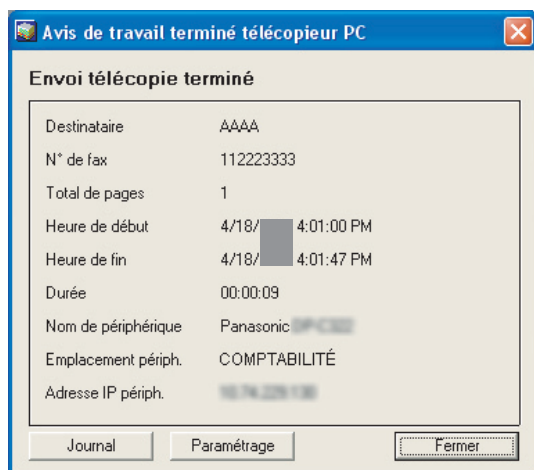 Avis de travail terminé télécopieur PC
Envoi télécopie terminé
Destinataire AAAA
N° de fax 112223333
Total de pages 1
Heure de début 4/18/ 4:01:00 PM
Heure de fin 4/18/ 4:01:47 PM
Durée 00:00:09
Nom de périphérique Panasonic
Emplacement périph. COMPTABILITÉ
Adresse IP périph.
Journal Paramétrage Fermer